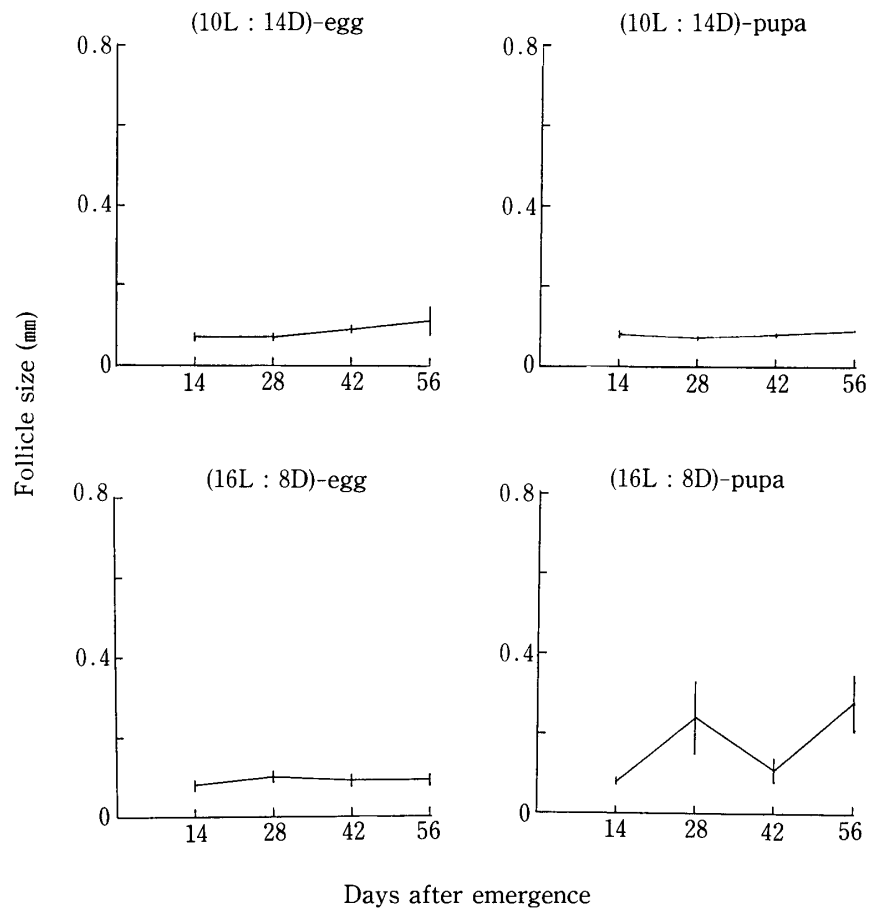 (10L : 14D)-egg
(10L : 14D)-pupa
0.8
0.8
0.4
0.4
0
0
14 28 42 56
14 28 42 56
Follicle size (㎜)
(16L : 8D)-egg
(16L : 8D)-pupa
0.8
0.8
0.4
0.4
0
0
14 28 42 56
14 28 42 56
Days after emergence